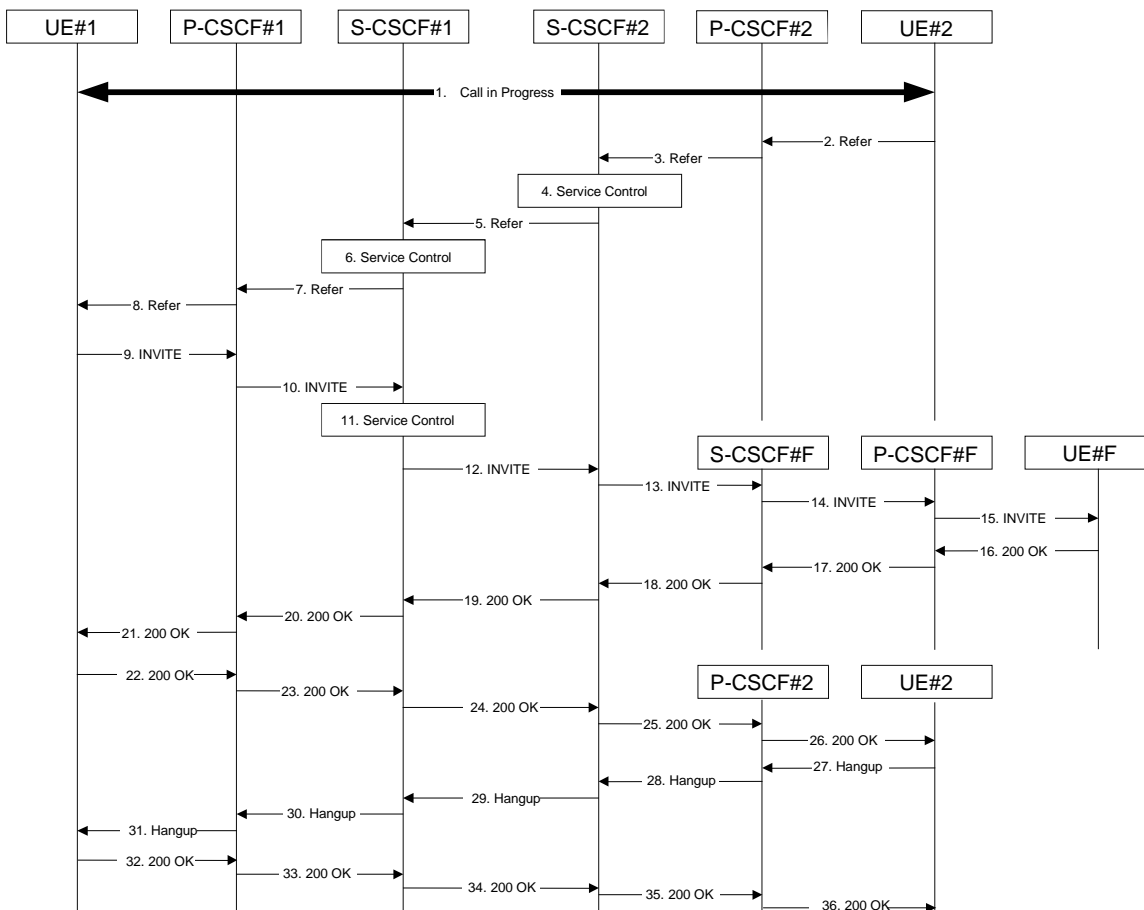 UE#1
P-CSCF#1
S-CSCF#1
S-CSCF#2
P-CSCF#2
UE#2
1. Call in Progress
2. Refer
3. Refer
4. Service Control
5. Refer
6. Service Control
7. Refer
8. Refer
9. INVITE
10. INVITE
11. Service Control
S-CSCF#F
P-CSCF#F
UE#F
12. INVITE
13. INVITE
14. INVITE
15. INVITE
16. 200 OK
17. 200 OK
18. 200 OK
19. 200 OK
20. 200 OK
21. 200 OK
22. 200 OK
P-CSCF#2
UE#2
23. 200 OK
24. 200 OK
25. 200 OK
26. 200 OK
27. Hangup
28. Hangup
29. Hangup
30. Hangup
31. Hangup
32. 200 OK
33. 200 OK
34. 200 OK
35. 200 OK
36. 200 OK